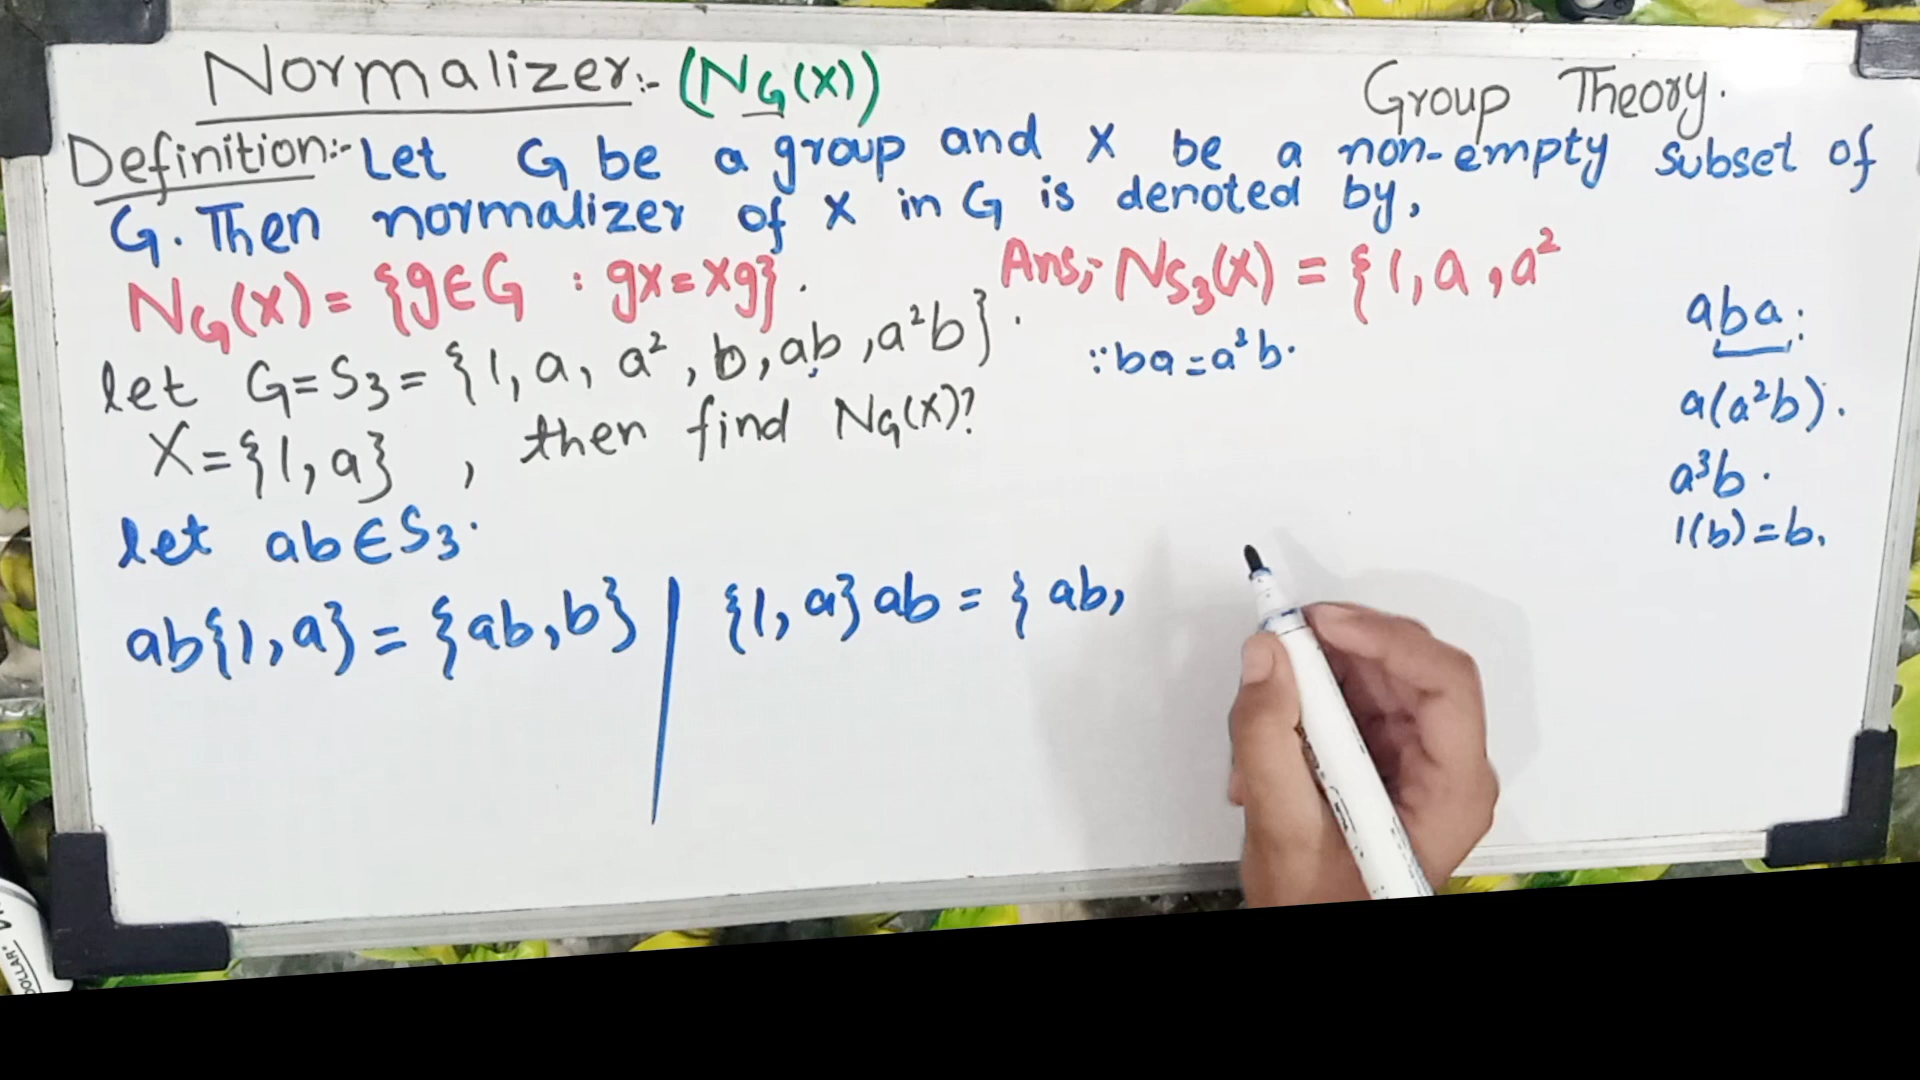 Normalizer:- (N_G(X))
Group Theory.
Definition:- Let G be a group and X be a non-empty subset of
G. Then normalizer of X in G is denoted by,
N_G(X) = {g∈G : gX=Xg}.
Ans;- N_S₃(X) = {1, a, a²
let G=S₃={1, a, a², b, ab, a²b}.
∵ ba=a²b.
X={1, a}, then find N_G(X)?
aba.
a(a²b).
a³b.
1(b)=b.
let ab∈S₃.
ab{1, a} = {ab, b} | {1, a}ab = {ab,
DOLLAR